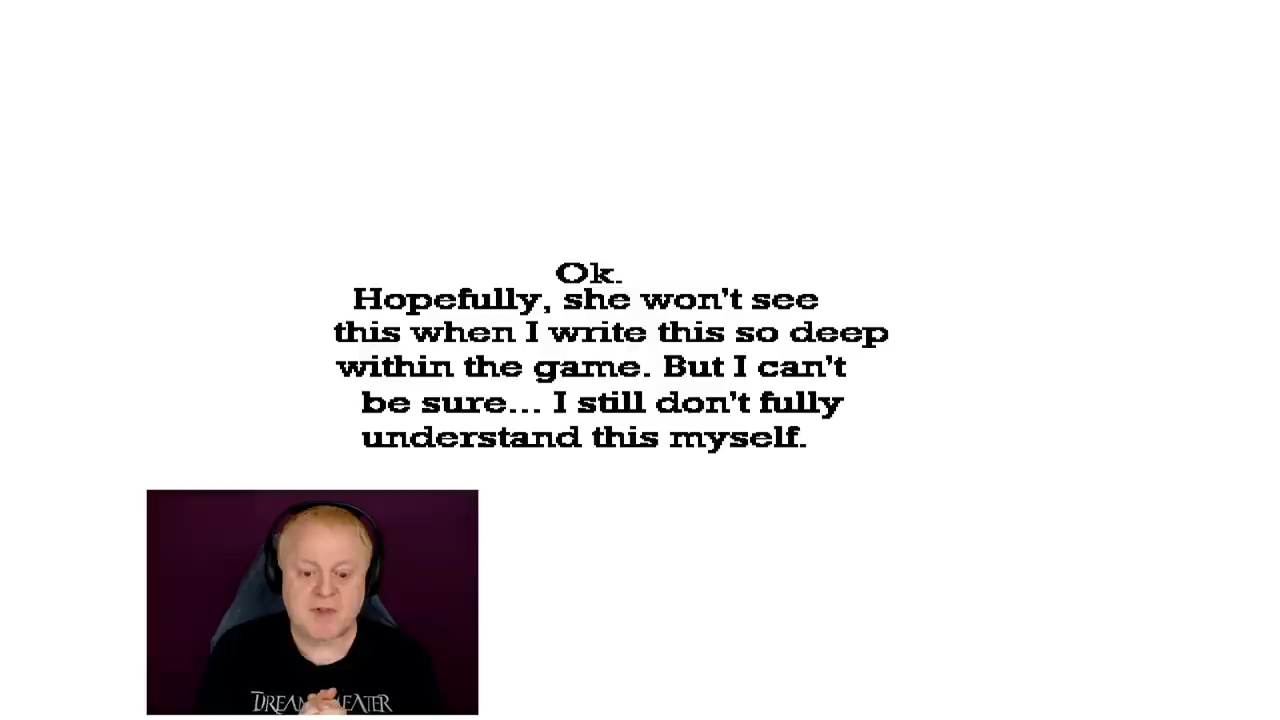 Ok.
Hopefully, she won't see
this when I write this so deep
within the game. But I can't
be sure... I still don't fully
understand this myself.